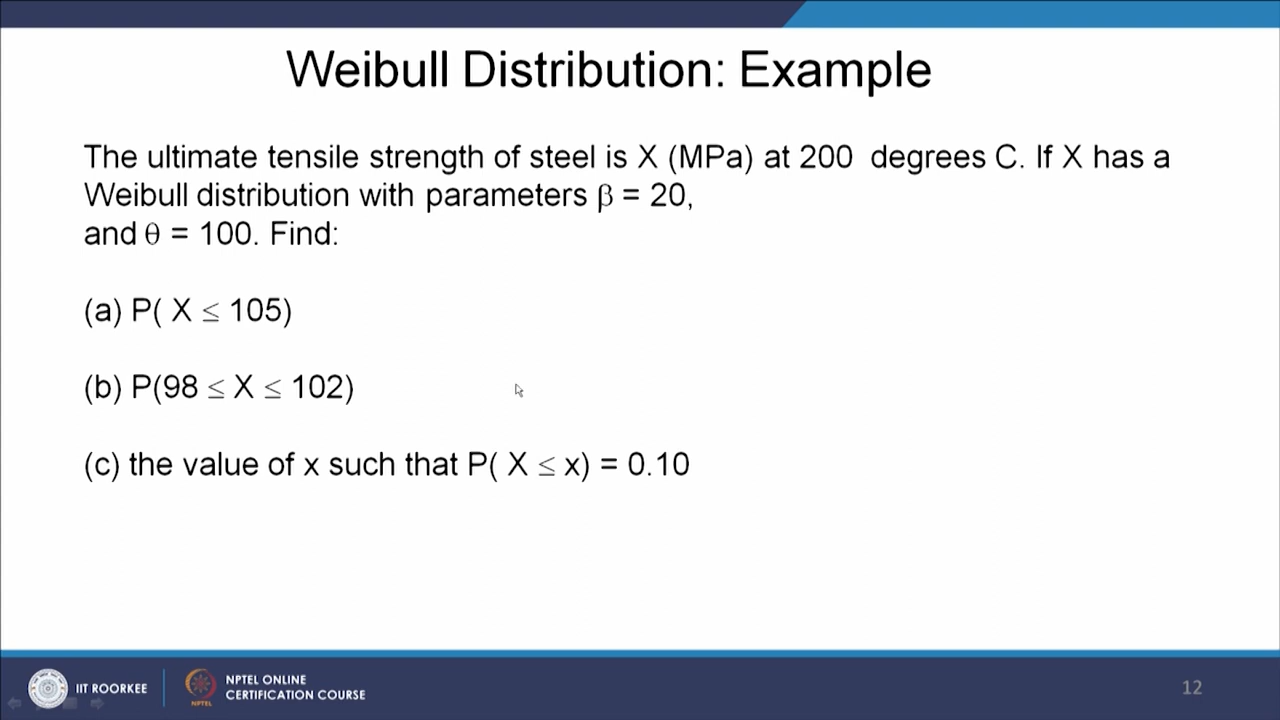 Weibull Distribution: Example
The ultimate tensile strength of steel is X (MPa) at 200 degrees C. If X has a
Weibull distribution with parameters β = 20,
and θ = 100. Find:
(a) P( X ≤ 105)
(b) P(98 ≤ X ≤ 102)
(c) the value of x such that P( X ≤ x) = 0.10
IIT ROORKEE
NPTEL
NPTEL ONLINE
CERTIFICATION COURSE
12